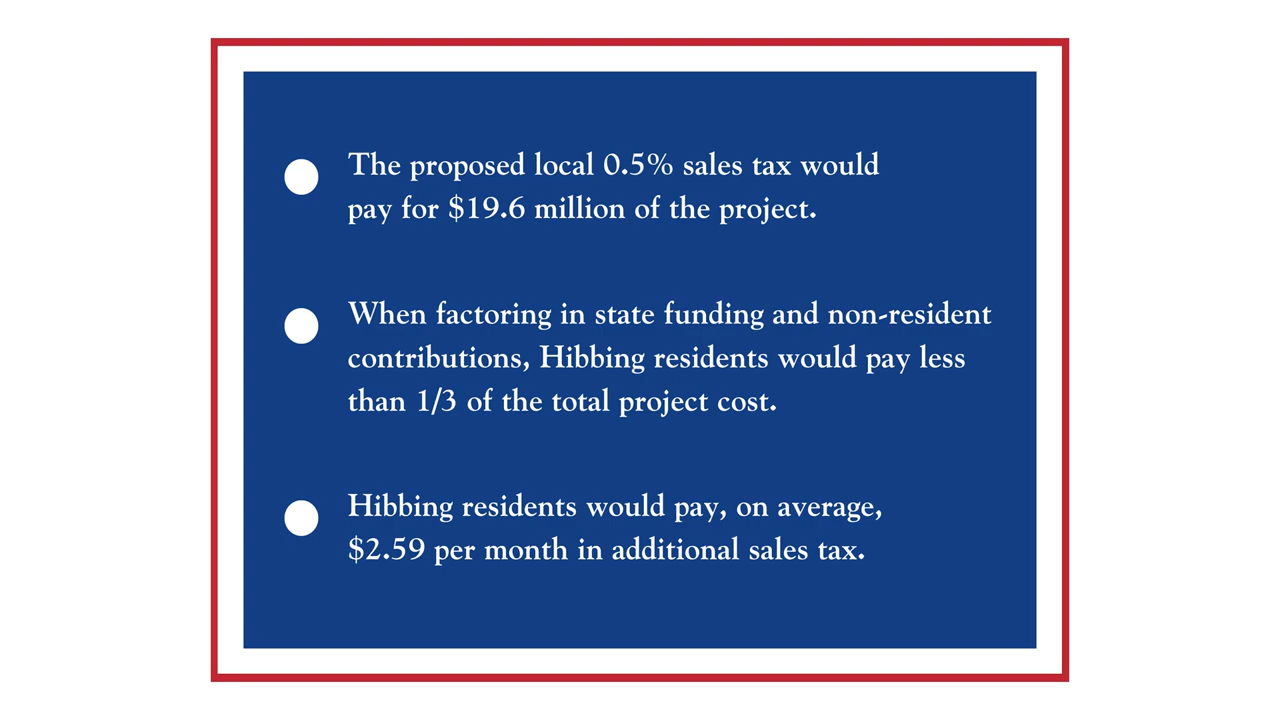 The proposed local 0.5% sales tax would
pay for $19.6 million of the project.
When factoring in state funding and non-resident
contributions, Hibbing residents would pay less
than 1/3 of the total project cost.
Hibbing residents would pay, on average,
$2.59 per month in additional sales tax.